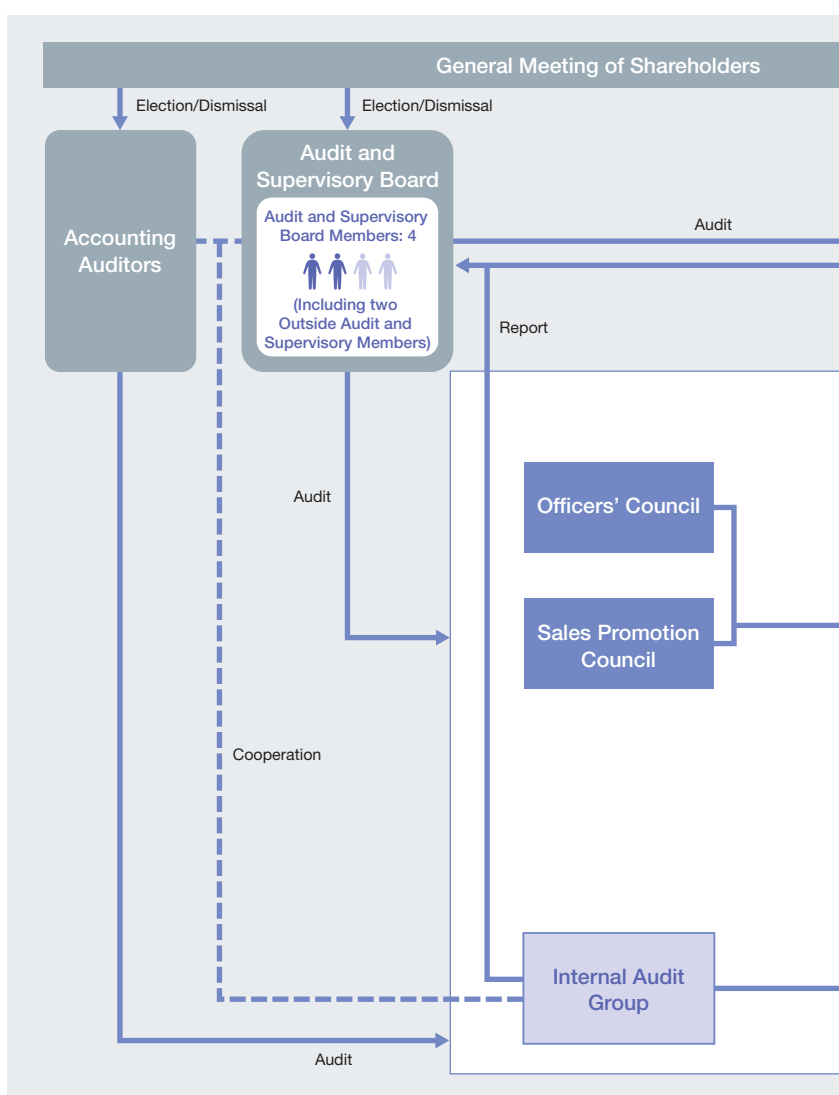 General Meeting of Shareholders
Election/Dismissal
Election/Dismissal
Accounting
Auditors
Audit and
Supervisory Board
Audit and Supervisory
Board Members: 4
(Including two
Outside Audit and
Supervisory Members)
Audit
Report
Audit
Officers’ Council
Sales Promotion
Council
Cooperation
Internal Audit
Group
Audit